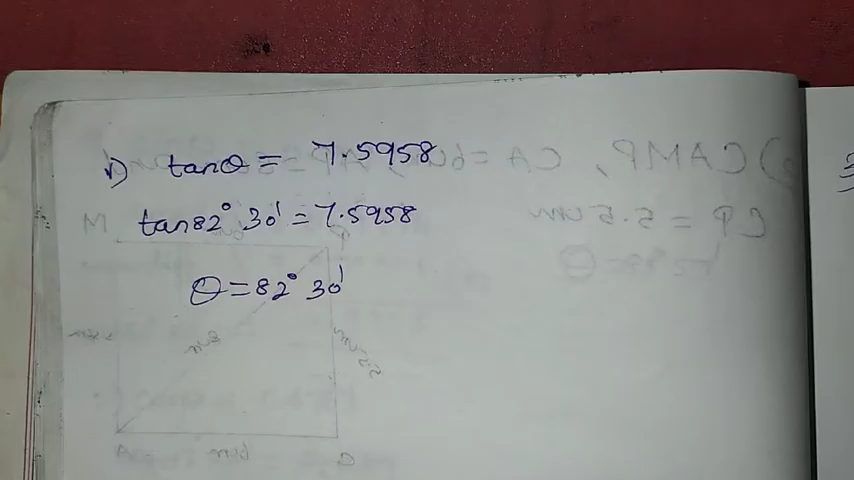 v) tanθ = 7.5958
tan82° 30' = 7.5958
θ = 82° 30'